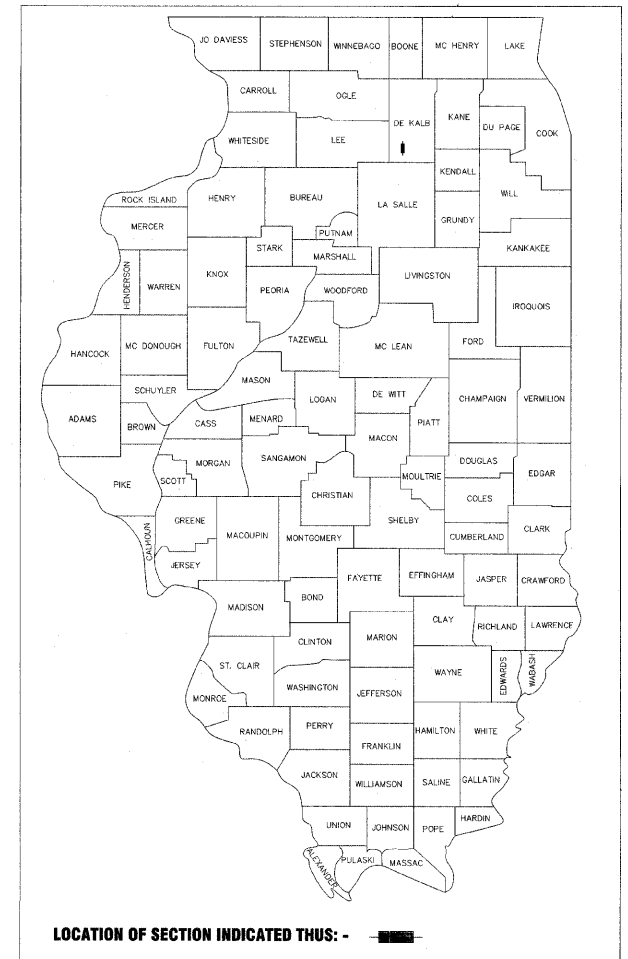 JO DAVIESS STEPHENSON WINNEBAGO BOONE MC HENRY LAKE
CARROLL OGLE
DE KALB KANE DU PAGE COOK
WHITESIDE LEE
KENDALL
ROCK ISLAND HENRY BUREAU LA SALLE WILL
GRUNDY
MERCER PUTNAM
STARK MARSHALL KANKAKEE
HENDERSON WARREN KNOX PEORIA WOODFORD LIVINGSTON
IROQUOIS
HANCOCK MC DONOUGH FULTON TAZEWELL MC LEAN FORD
MASON
SCHUYLER LOGAN DE WITT CHAMPAIGN VERMILION
ADAMS BROWN CASS MENARD PIATT
MACON
MORGAN SANGAMON DOUGLAS
PIKE SCOTT MOULTRIE EDGAR
CHRISTIAN COLES
GREENE SHELBY
CALHOUN MACOUPIN MONTGOMERY CUMBERLAND CLARK
JERSEY FAYETTE EFFINGHAM JASPER CRAWFORD
MADISON BOND
CLAY RICHLAND LAWRENCE
CLINTON MARION
ST. CLAIR WAYNE EDWARDS WABASH
WASHINGTON JEFFERSON
MONROE
RANDOLPH PERRY HAMILTON WHITE
FRANKLIN
JACKSON WILLIAMSON SALINE GALLATIN
UNION JOHNSON POPE HARDIN
ALEXANDER PULASKI MASSAC
LOCATION OF SECTION INDICATED THUS: -